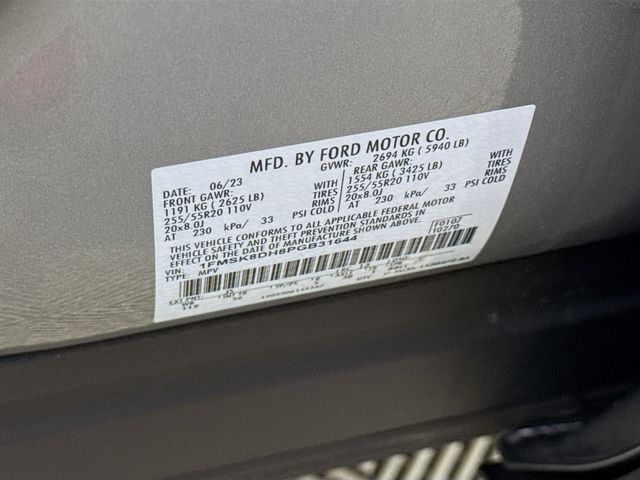 MFD. BY FORD MOTOR CO.
DATE: 06/23 GVWR: 2694 KG ( 5940 LB)
FRONT GAWR: REAR GAWR:
1191 KG ( 2625 LB) WITH 1554 KG ( 3425 LB) WITH
255/55R20 110V TIRES 255/55R20 110V TIRES
20x8.0J RIMS 20x8.0J
AT 230 kPa/ 33 PSI COLD AT 230 kPa/ 33 PSI COLD
THIS VEHICLE CONFORMS TO ALL APPLICABLE FEDERAL MOTOR
VEHICLE SAFETY AND THEFT PREVENTION STANDARDS IN
EFFECT ON THE DATE OF MANUFACTURE SHOWN ABOVE.
VIN: 1FMSK8DH8PGB31644
TYPE: MPV
F0107
T0270
EXT PNT: